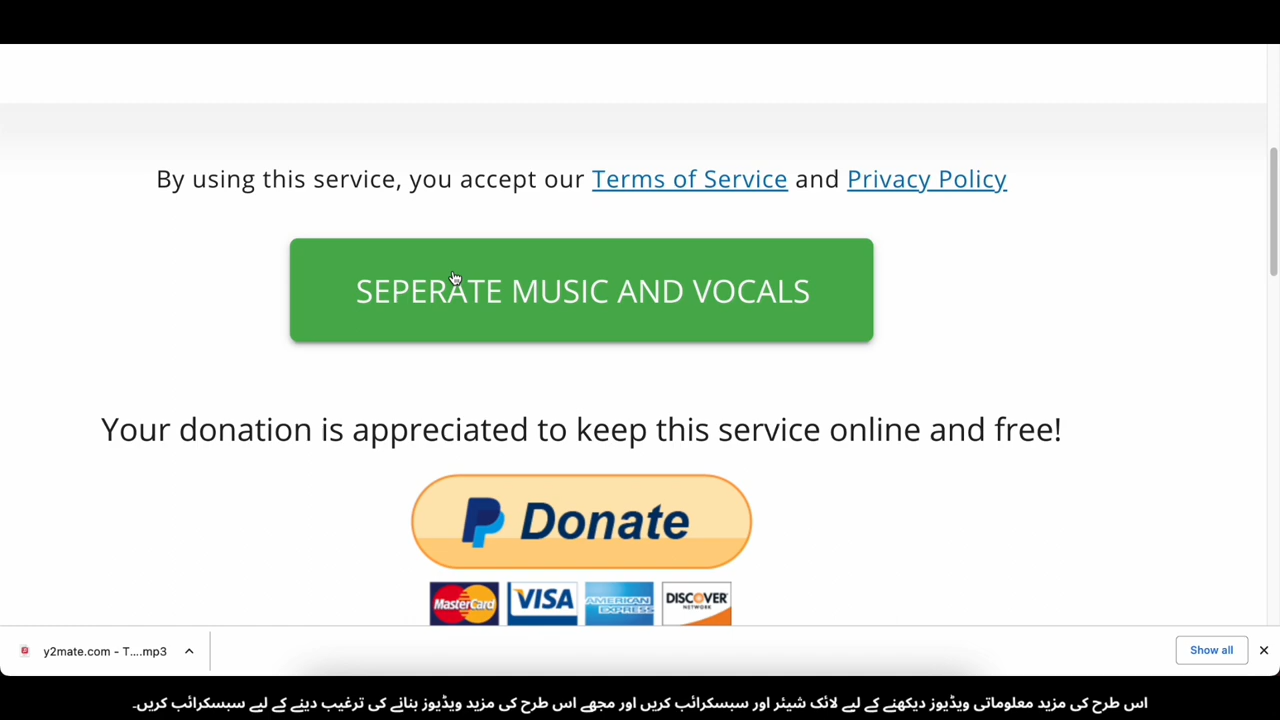 By using this service, you accept our Terms of Service and Privacy Policy
SEPERATE MUSIC AND VOCALS
Your donation is appreciated to keep this service online and free!
Donate
MasterCard VISA AMERICAN EXPRESS DISCOVER NETWORK
y2mate.com - T....mp3
Show all
اس طرح کی مزید معلوماتی ویڈیوز دیکھنے کے لیے لائک شیئر اور سبسکرائب کریں اور مجھے اس طرح کی مزید ویڈیوز بنانے کی ترغیب دینے کے لیے سبسکرائب کریں۔